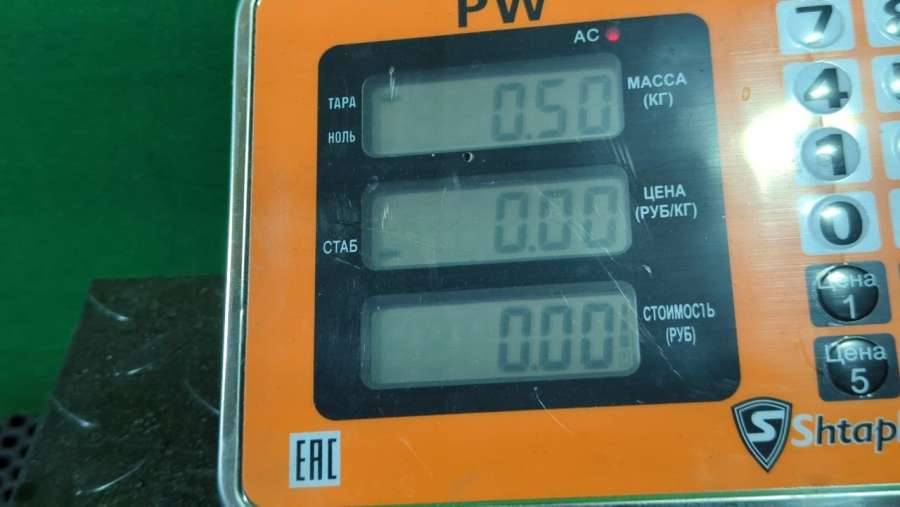 PW
AC
ТАРА
НОЛЬ
0.50
МАССА
(КГ)
СТАБ
0.00
ЦЕНА
(РУБ/КГ)
0.00
СТОИМОСТЬ
(РУБ)
7
8
4
1
0
Цена
1
Цена
5
EAC
S